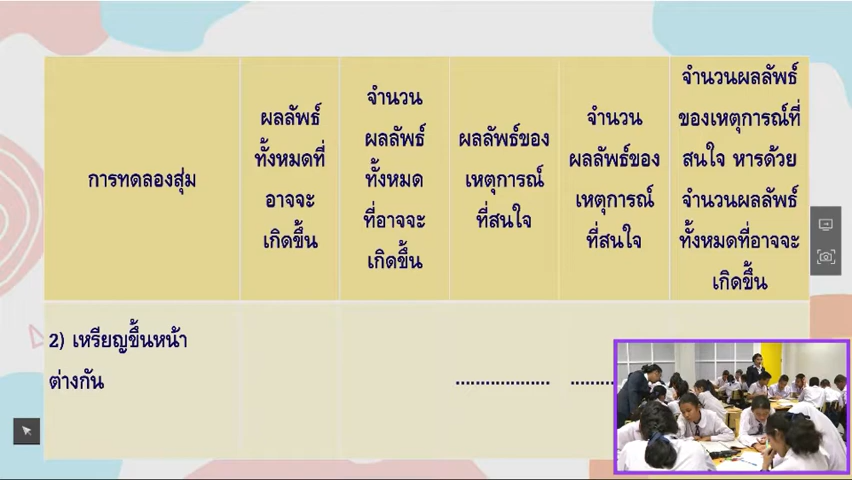 การทดลองสุ่ม
ผลลัพธ์
ทั้งหมดที่
อาจจะ
เกิดขึ้น
จำนวน
ผลลัพธ์
ทั้งหมด
ที่อาจจะ
เกิดขึ้น
ผลลัพธ์ของ
เหตุการณ์
ที่สนใจ
จำนวน
ผลลัพธ์ของ
เหตุการณ์
ที่สนใจ
จำนวนผลลัพธ์
ของเหตุการณ์ที่
สนใจ หารด้วย
จำนวนผลลัพธ์
ทั้งหมดที่อาจจะ
เกิดขึ้น
2) เหรียญขึ้นหน้า
ต่างกัน